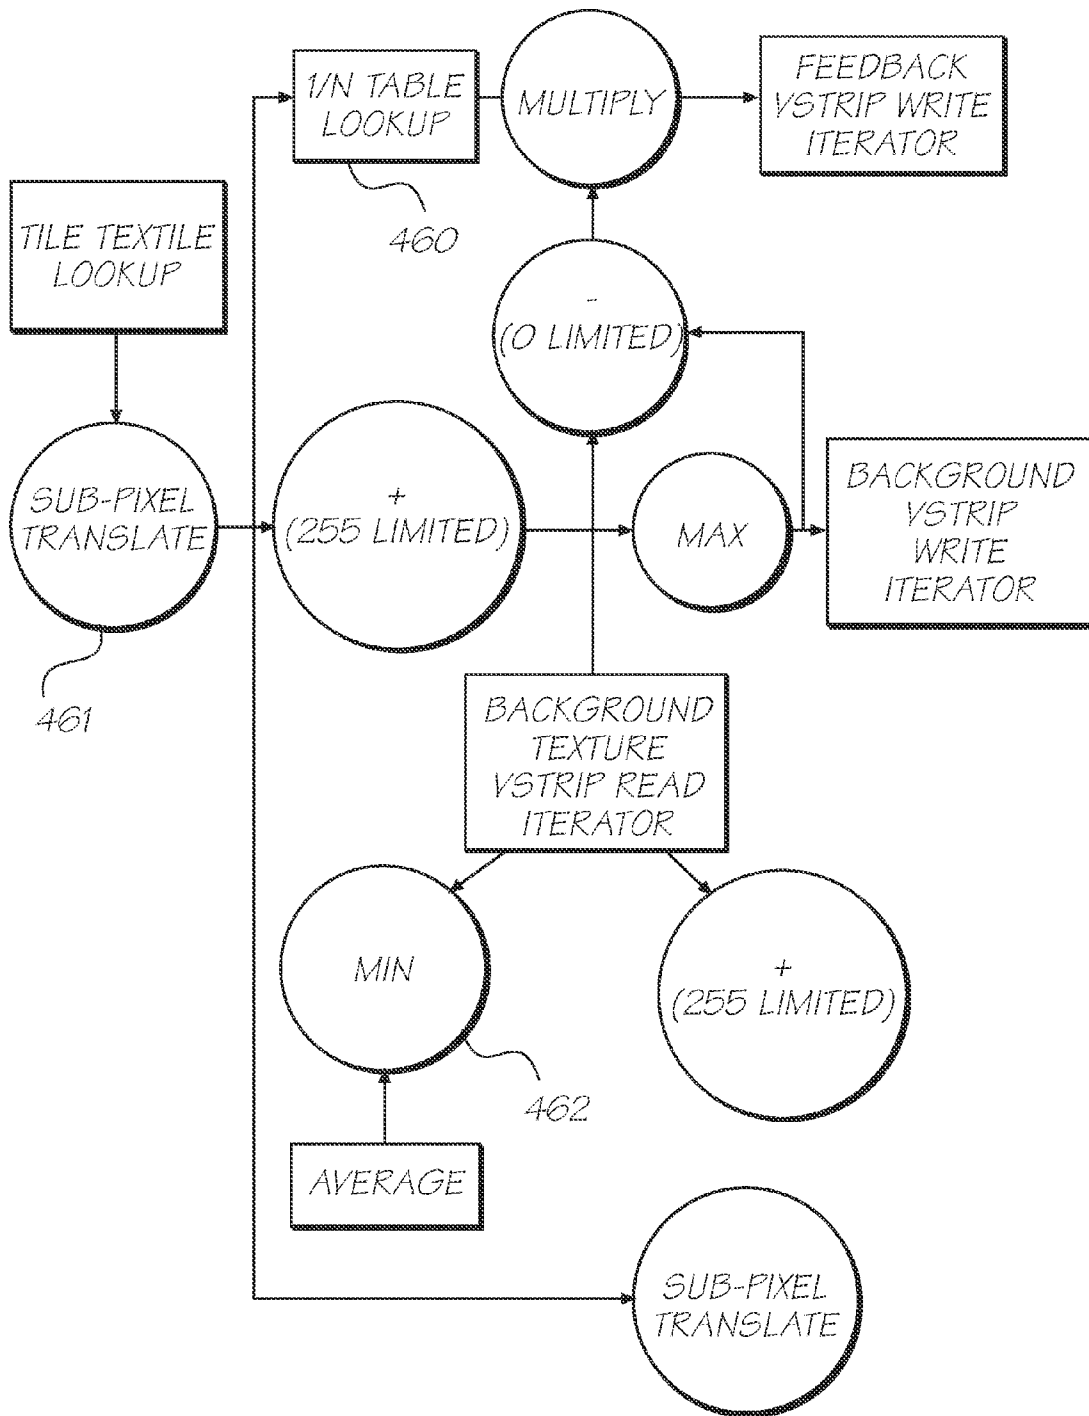 1/N TABLE
LOOKUP
MULTIPLY
FEEDBACK
VSTRIP WRITE
ITERATOR
460
TILE TEXTILE
LOOKUP
-
(0 LIMITED)
SUB-PIXEL
TRANSLATE
+
(255 LIMITED)
MAX
BACKGROUND
VSTRIP
WRITE
ITERATOR
461
BACKGROUND
TEXTURE
VSTRIP READ
ITERATOR
MIN
+
(255 LIMITED)
462
AVERAGE
SUB-PIXEL
TRANSLATE